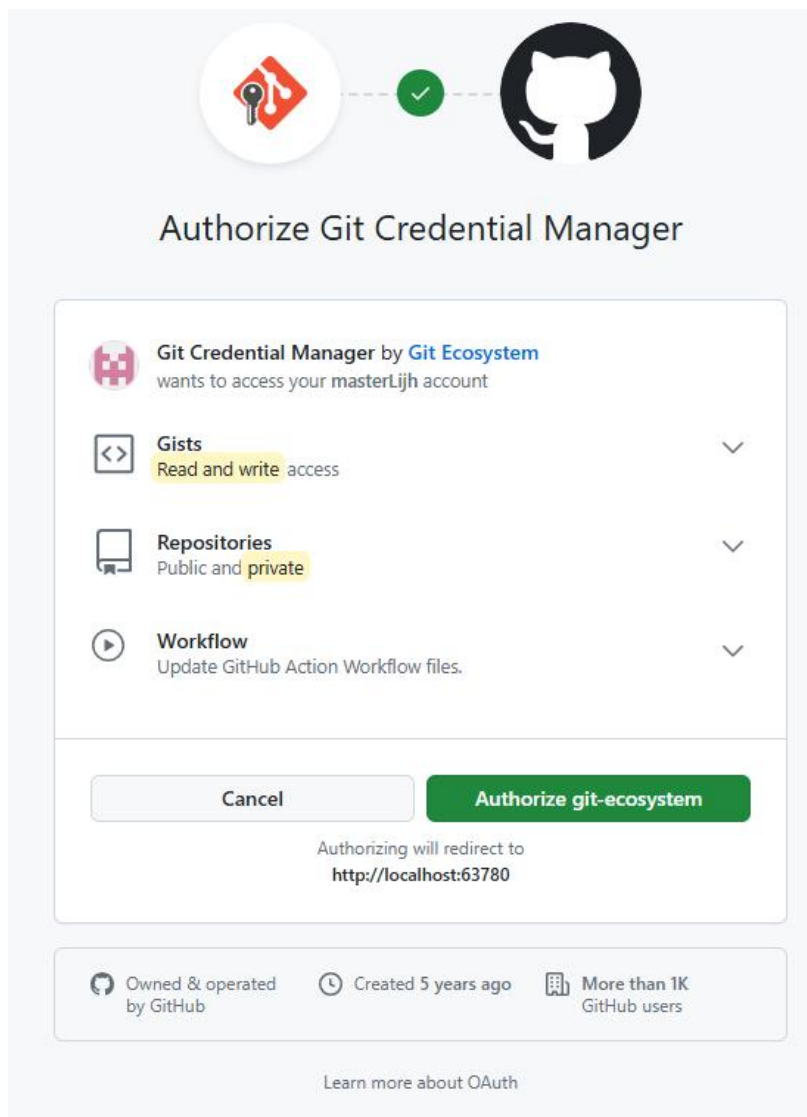 Authorize Git Credential Manager
Git Credential Manager by Git Ecosystem
wants to access your masterLijh account
Gists
Read and write access
Repositories
Public and private
Workflow
Update GitHub Action Workflow files.
Cancel
Authorize git-ecosystem
Authorizing will redirect to
http://localhost:63780
Owned & operated
by GitHub
Created 5 years ago
More than 1K
GitHub users
Learn more about OAuth